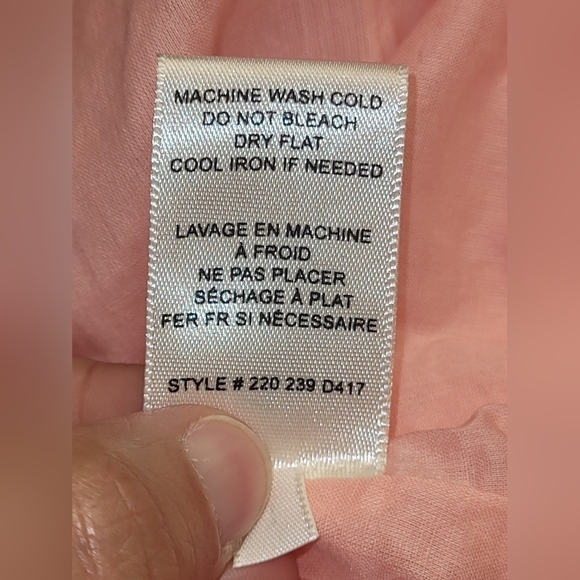 MACHINE WASH COLD
DO NOT BLEACH
DRY FLAT
COOL IRON IF NEEDED
LAVAGE EN MACHINE
À FROID
NE PAS PLACER
SÉCHAGE À PLAT
FER FR SI NÉCESSAIRE
STYLE # 220 239 D417